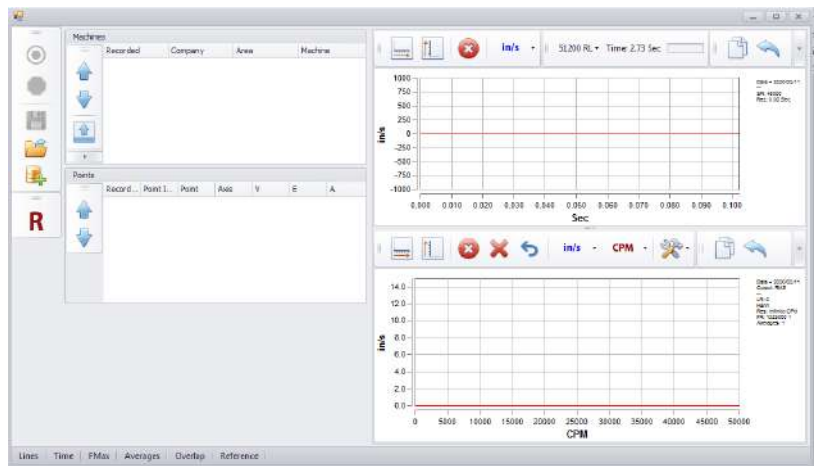 Machines
Recorded Company Area Machine
Points
Record... Point I... Point Axis V E A
R
in/s 51200 RL Time: 2.73 Sec
1000
750
500
250
0
-250
-500
-750
-1000
in/s
0.000 0.010 0.020 0.030 0.040 0.050 0.060 0.070 0.080 0.090 0.100
Sec
in/s CPM
14.0
12.0
10.0
8.0
6.0
4.0
2.0
0.0
in/s
0 5000 10000 15000 20000 25000 30000 35000 40000 45000 50000
CPM
Averages: 1
Lines Time FMax Averages Overlap Reference